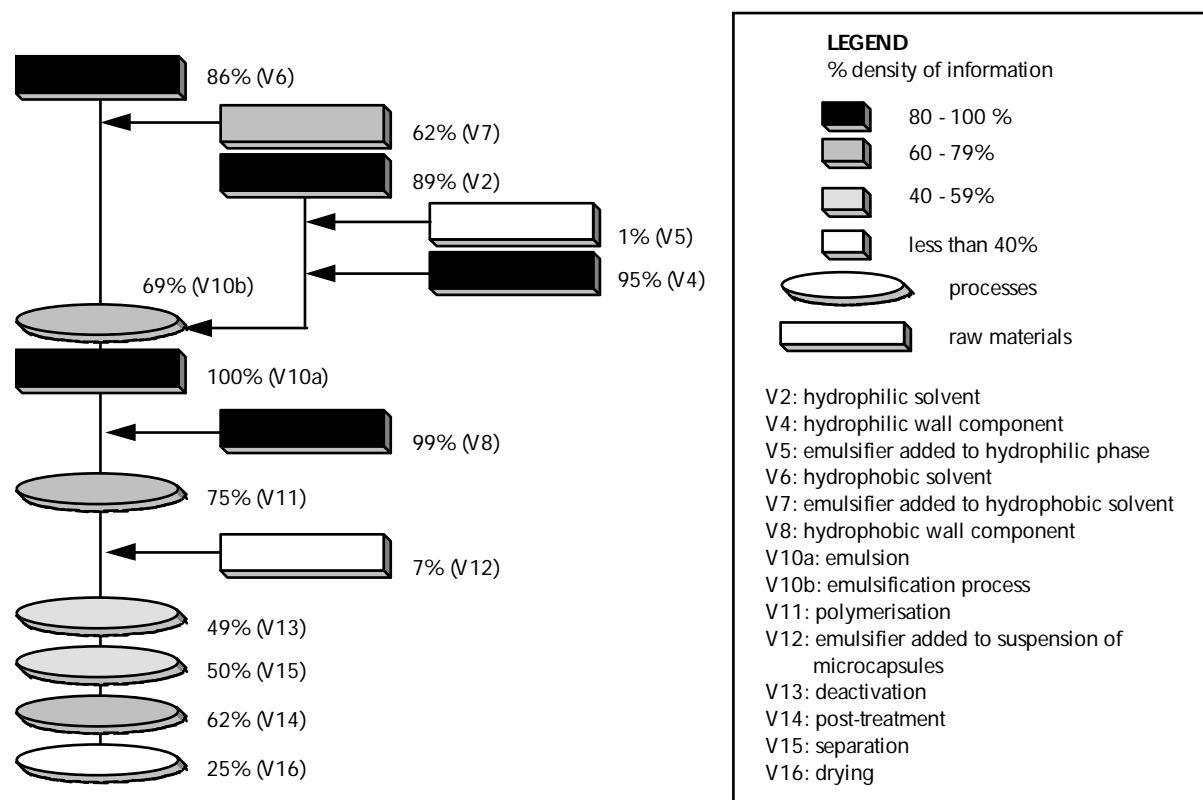 86% (V6)
62% (V7)
89% (V2)
1% (V5)
95% (V4)
69% (V10b)
100% (V10a)
99% (V8)
75% (V11)
7% (V12)
49% (V13)
50% (V15)
62% (V14)
25% (V16)
LEGEND
% density of information
80 - 100 %
60 - 79%
40 - 59%
less than 40%
processes
raw materials
V2: hydrophilic solvent
V4: hydrophilic wall component
V5: emulsifier added to hydrophilic phase
V6: hydrophobic solvent
V7: emulsifier added to hydrophobic solvent
V8: hydrophobic wall component
V10a: emulsion
V10b: emulsification process
V11: polymerisation
V12: emulsifier added to suspension of
microcapsules
V13: deactivation
V14: post-treatment
V15: separation
V16: drying